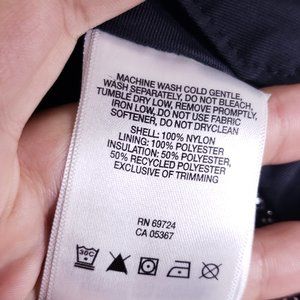 MACHINE WASH COLD GENTLE,
WASH SEPARATELY, DO NOT BLEACH,
TUMBLE DRY LOW, REMOVE PROMPTLY,
IRON LOW. DO NOT USE FABRIC
SOFTENER, DO NOT DRYCLEAN
SHELL: 100% NYLON
LINING: 100% POLYESTER
INSULATION: 50% POLYESTER,
50% RECYCLED POLYESTER
EXCLUSIVE OF TRIMMING
RN 69724
CA 05367
30C